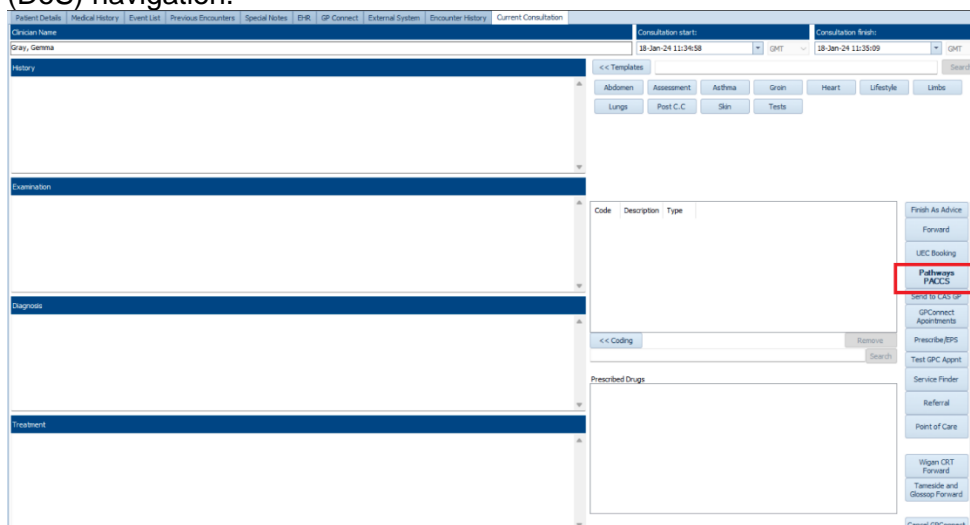 (DoS) navigation.
Patient Details Medical History Event List Previous Encounters Special Notes EHR GP Connect External System Encounter History Current Consultation
Clinician Name Consultation start: Consultation finish:
Gray, Gemma 18-Jan-24 11:34:58 GMT 18-Jan-24 11:35:09 GMT
History
<< Templates Search
Abdomen Assessment Asthma Groin Heart Lifestyle Limbs
Lungs Post C.C Skin Tests
Examination
Code Description Type
Finish As Advice
Forward
UEC Booking
Pathways
PACCS
Send to CAS GP
Diagnosis
GPConnect
Apointments
<< Coding Remove
Prescribe/EPS
Search
Test GPC Appnt
Prescribed Drugs
Service Finder
Referral
Treatment
Point of Care
Wigan CRT
Forward
Tameside and
Glossop Forward
Cancel GPConnect